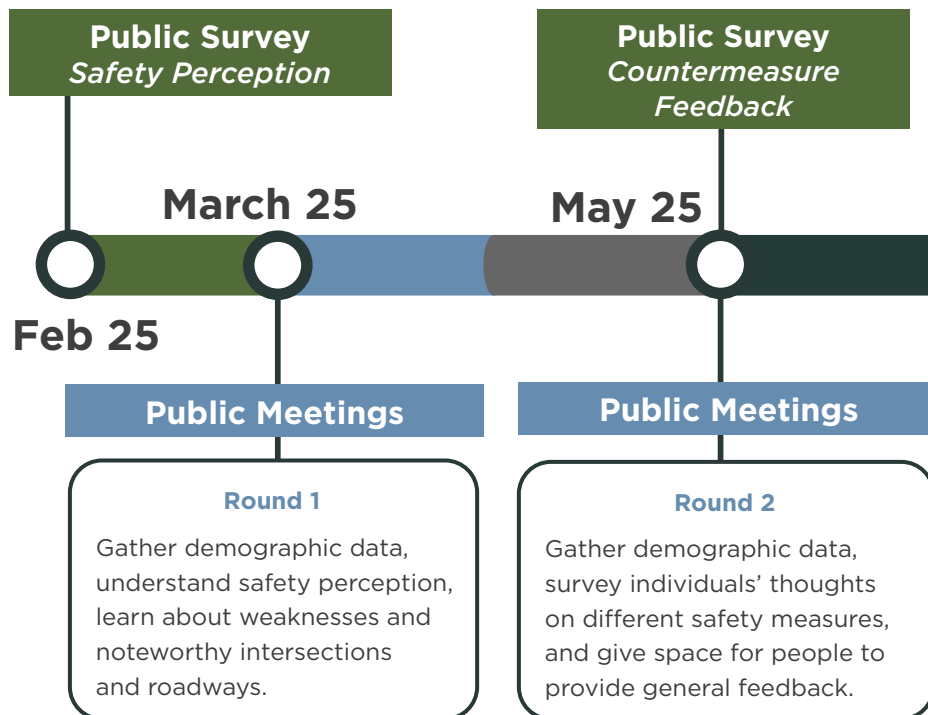 Public Survey
Safety Perception
Public Survey
Countermeasure
Feedback
March 25
May 25
Feb 25
Public Meetings
Public Meetings
Round 1
Gather demographic data,
understand safety perception,
learn about weaknesses and
noteworthy intersections
and roadways.
Round 2
Gather demographic data,
survey individuals’ thoughts
on different safety measures,
and give space for people to
provide general feedback.